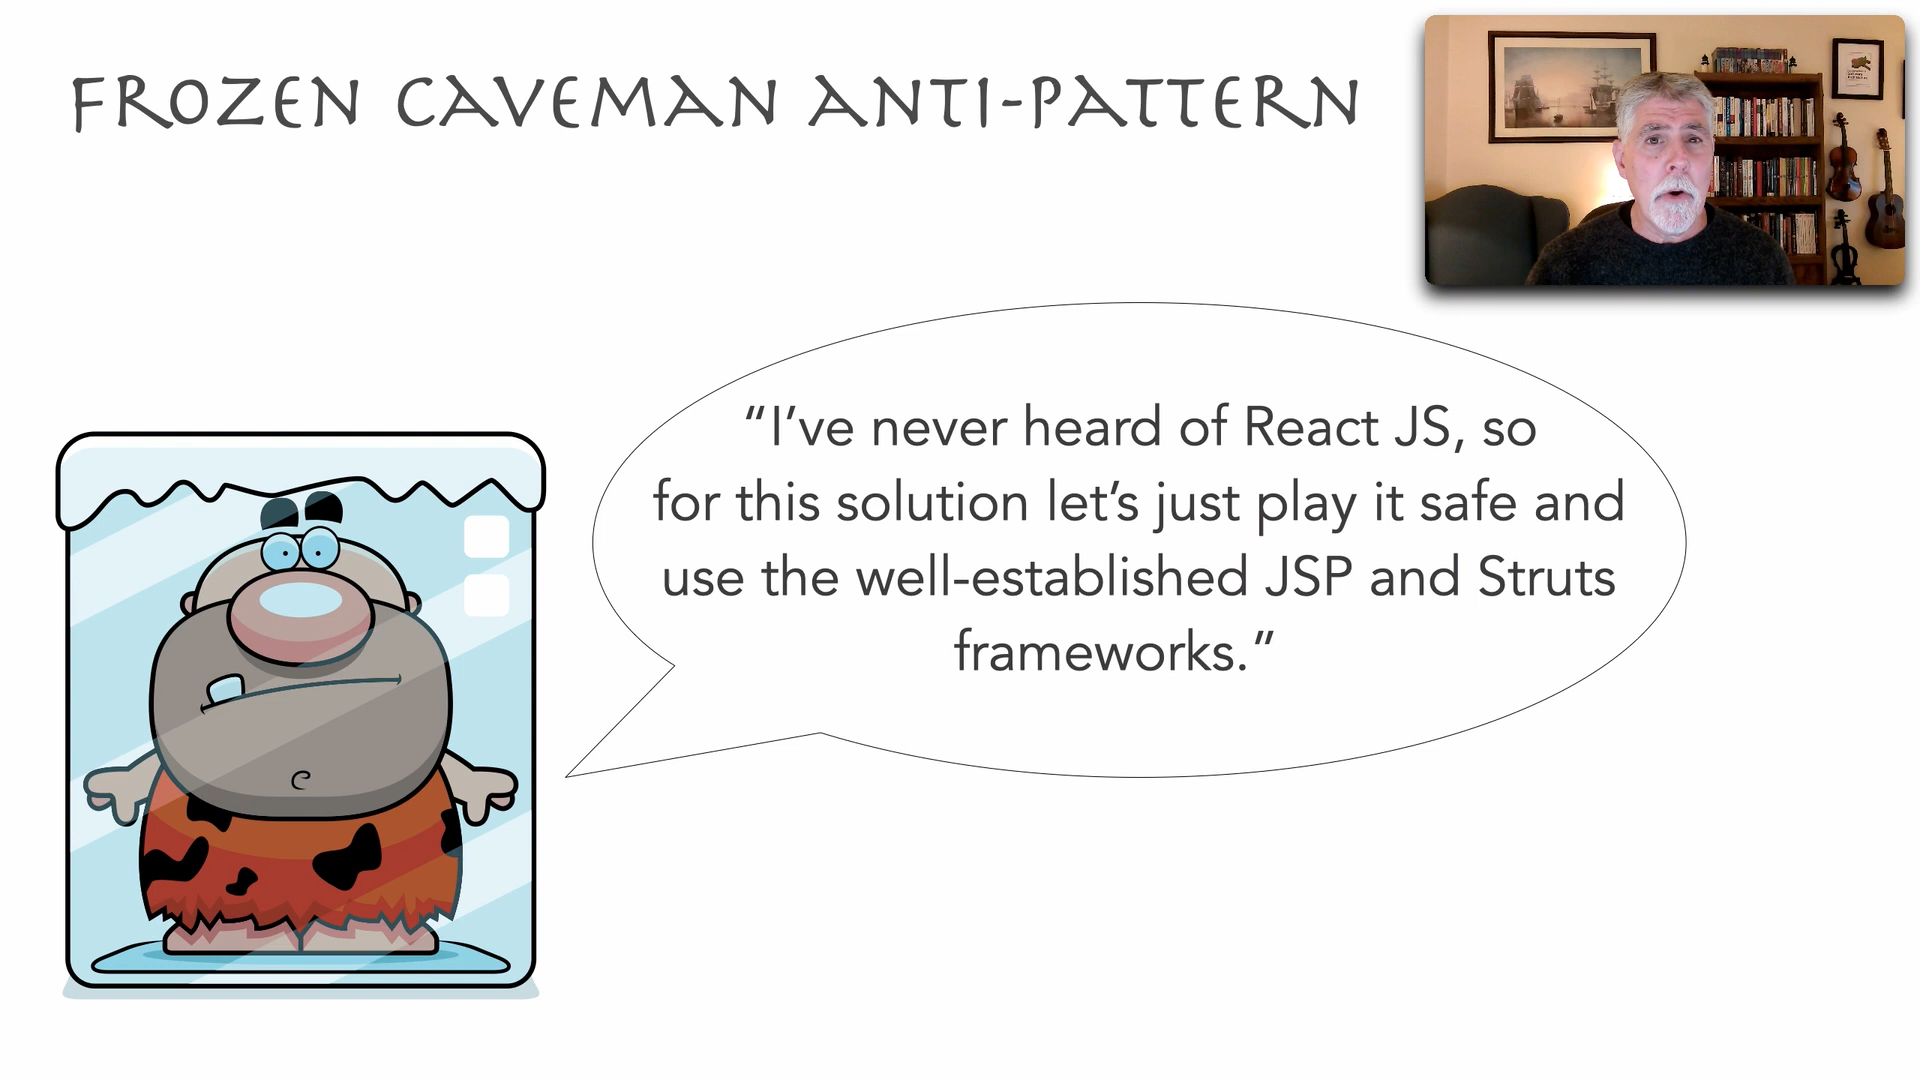 FROZEN CAVEMAN ANTI-PATTERN
“I’ve never heard of React JS, so
for this solution let’s just play it safe and
use the well-established JSP and Struts
frameworks.”